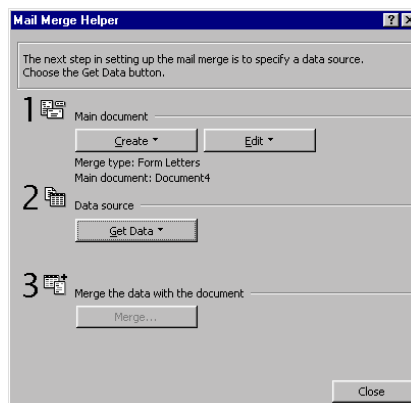 Mail Merge Helper
The next step in setting up the mail merge is to specify a data source.
Choose the Get Data button.
1
Main document
Create
Edit
Merge type: Form Letters
Main document: Document4
2
Data source
Get Data
3
Merge the data with the document
Merge...
Close